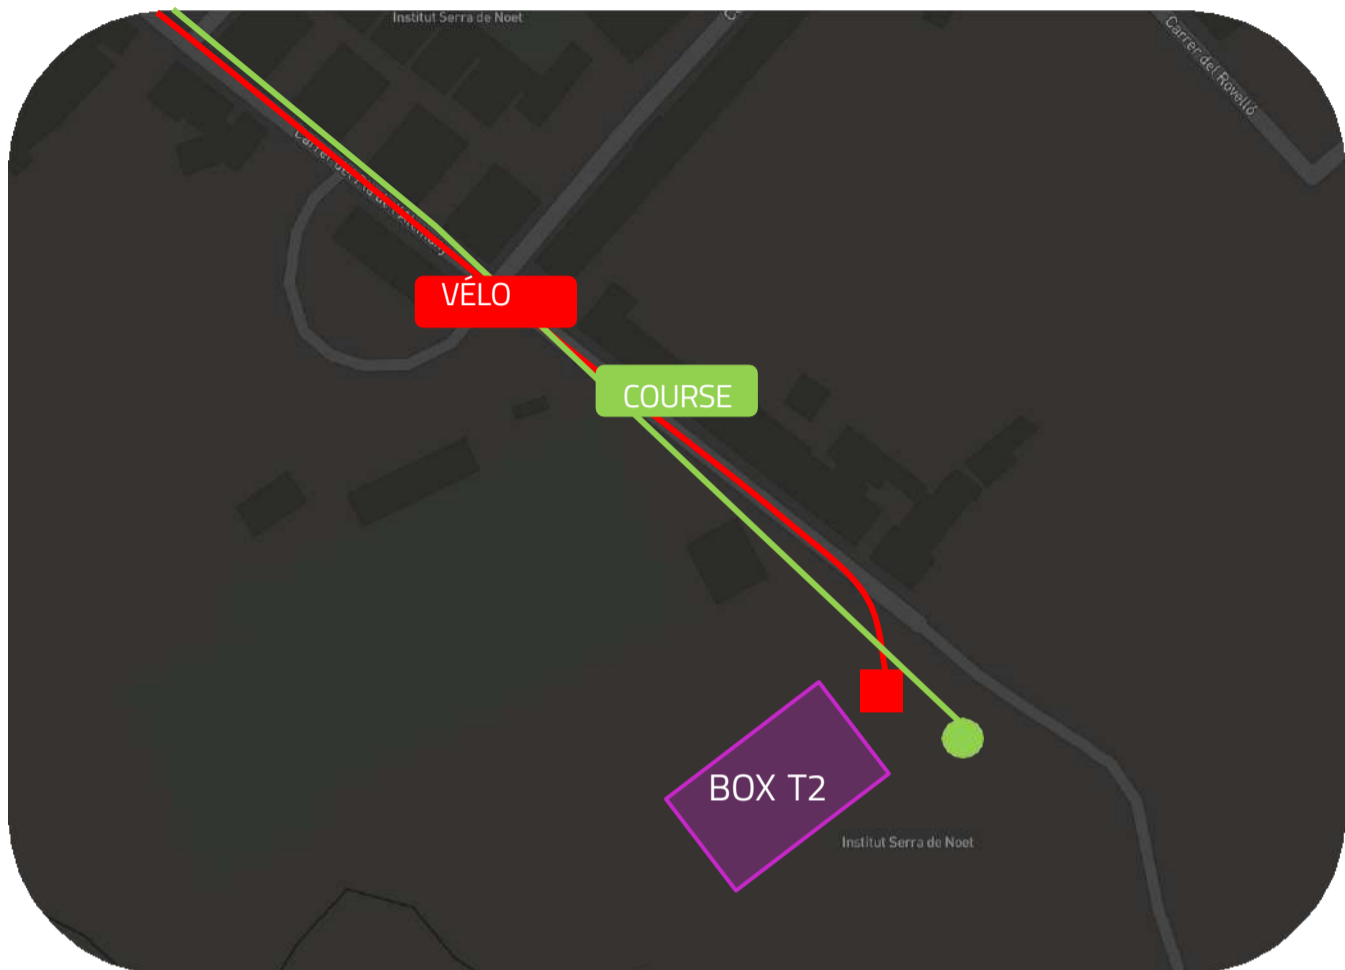 Institut Serra de Noet
Carrer del Rovelló
VÉLO
COURSE
BOX T2
Institut Serra de Noet